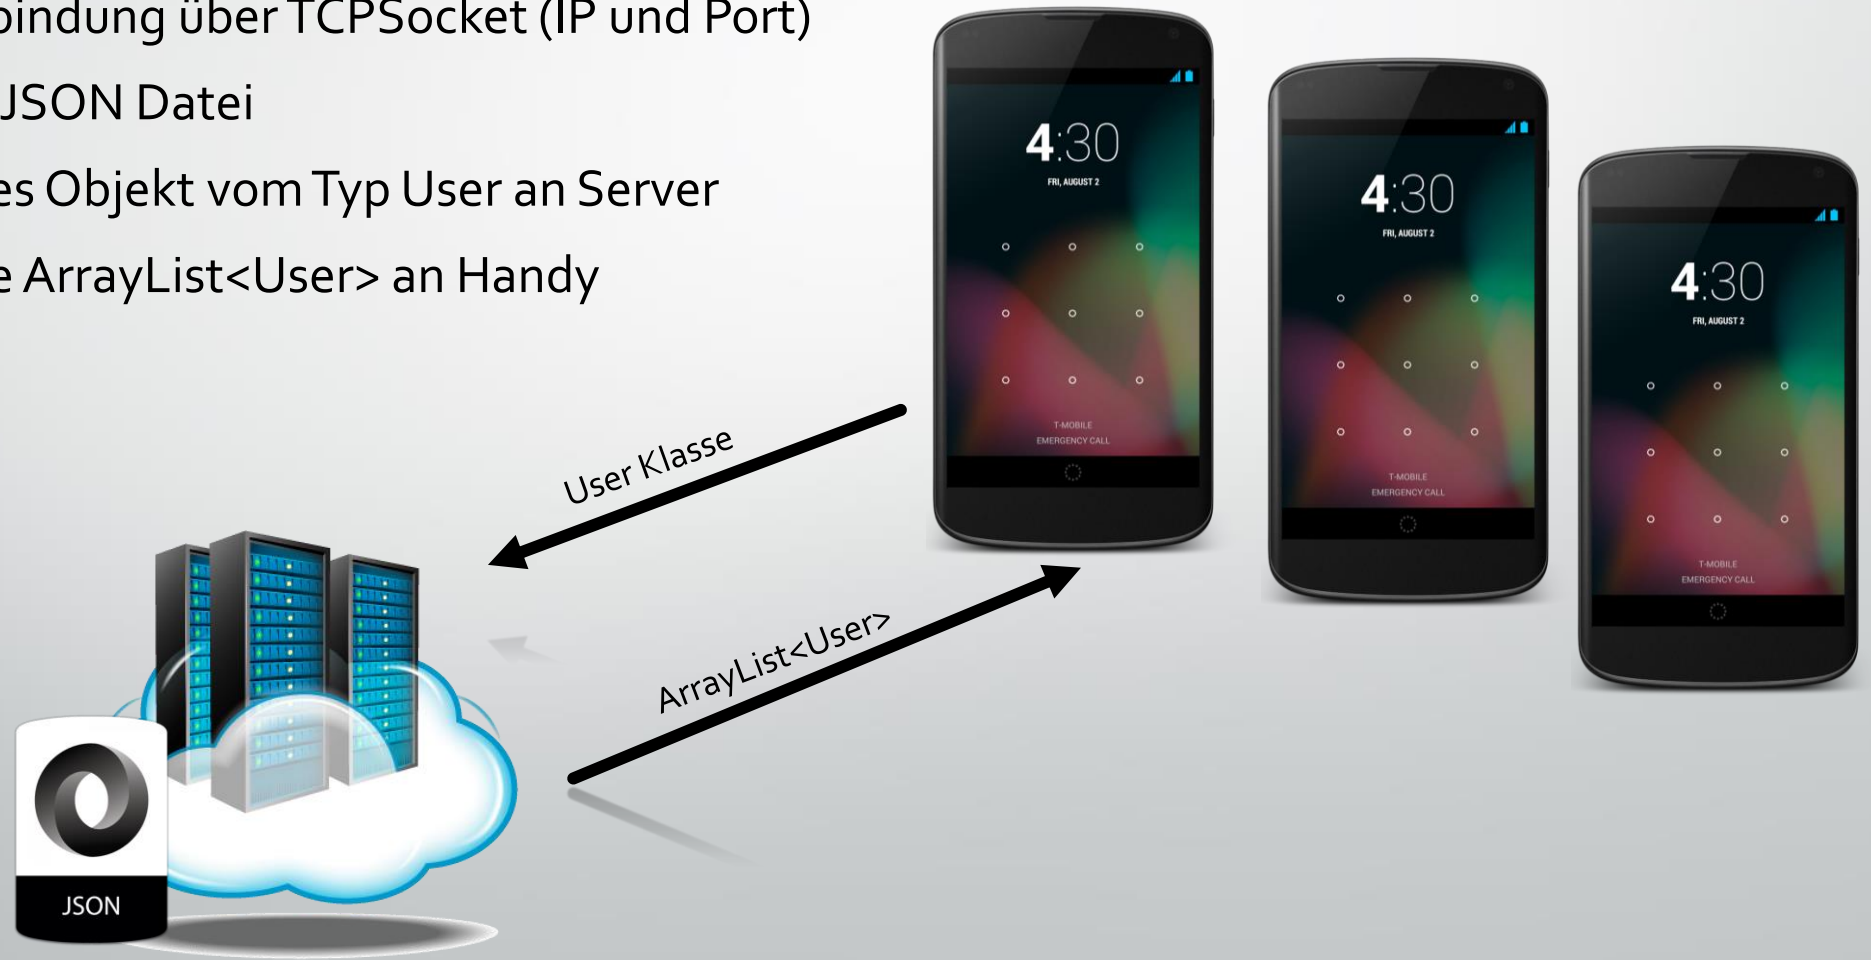 bindung über TCPSocket (IP und Port)
JSON Datei
es Objekt vom Typ User an Server
e ArrayList<User> an Handy
4:30
FRI, AUGUST 2
T-MOBILE
EMERGENCY CALL
4:30
FRI, AUGUST 2
T-MOBILE
EMERGENCY CALL
4:30
FRI, AUGUST 2
T-MOBILE
EMERGENCY CALL
User Klasse
ArrayList<User>
JSON